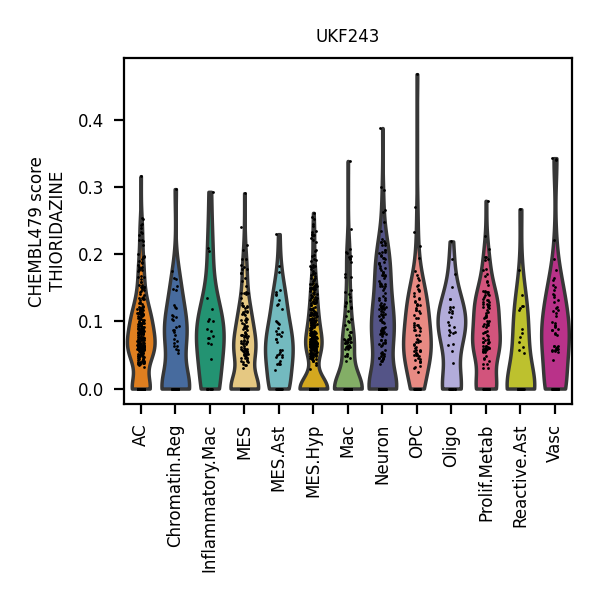 UKF243
CHEMBL479 score
THIORIDAZINE
0.4
0.3
0.2
0.1
0.0
AC
Chromatin.Reg
Inflammatory.Mac
MES
MES.Ast
MES.Hyp
Mac
Neuron
OPC
Oligo
Prolif.Metab
Reactive.Ast
Vasc